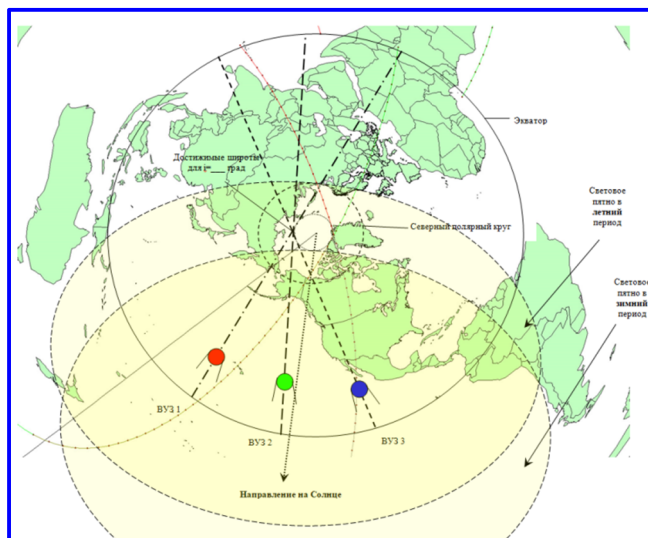 Экватор
Достижимые широты
для i=___ град
Световое
пятно в
летний
период
Северный полярный круг
Световое
пятно в
зимний
период
ВУЗ 1
ВУЗ 2
ВУЗ 3
Направление на Солнце